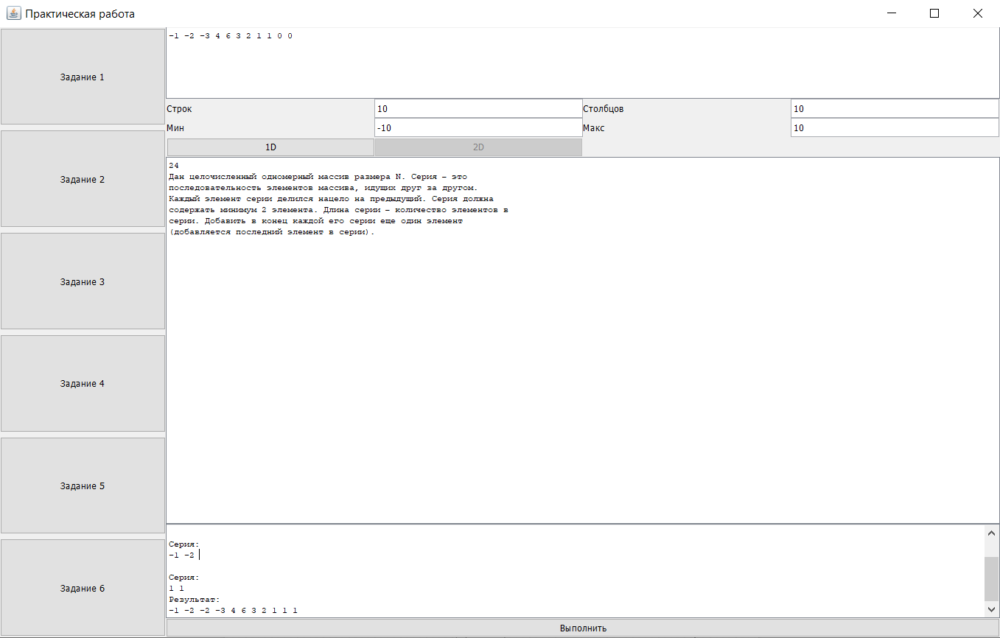 Практическая работа
Задание 1
Задание 2
Задание 3
Задание 4
Задание 5
Задание 6
-1 -2 -3 4 6 3 2 1 1 0 0
Строк 10 Столбцов 10
Мин -10 Макс 10
1D 2D
24
Дан целочисленный одномерный массив размера N. Серия - это
последовательность элементов массива, идущих друг за другом.
Каждый элемент серии делился нацело на предыдущий. Серия должна
содержать минимум 2 элемента. Длина серии - количество элементов в
серии. Добавить в конец каждой его серии еще один элемент
(добавляется последний элемент в серии).
Серия:
-1 -2
Серия:
1 1
Результат:
-1 -2 -2 -3 4 6 3 2 1 1 1
Выполнить